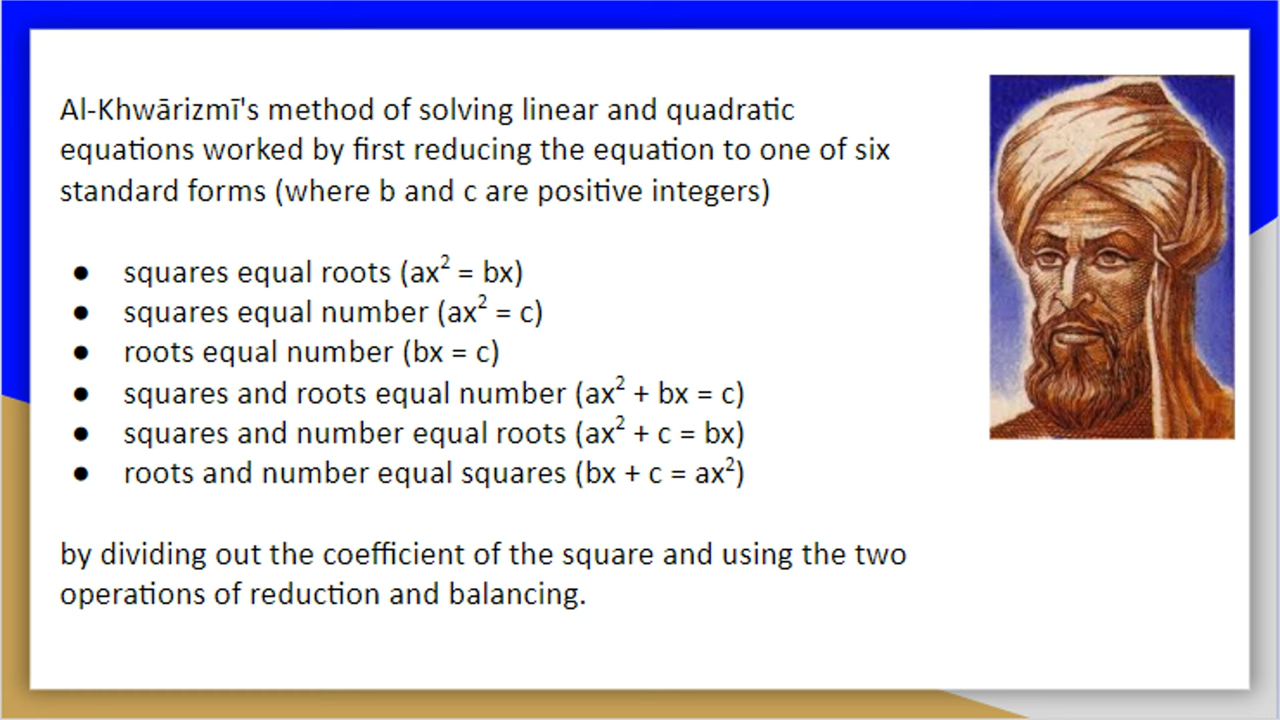 Al-Khwārizmī's method of solving linear and quadratic
equations worked by first reducing the equation to one of six
standard forms (where b and c are positive integers)
● squares equal roots (ax² = bx)
● squares equal number (ax² = c)
● roots equal number (bx = c)
● squares and roots equal number (ax² + bx = c)
● squares and number equal roots (ax² + c = bx)
● roots and number equal squares (bx + c = ax²)
by dividing out the coefficient of the square and using the two
operations of reduction and balancing.